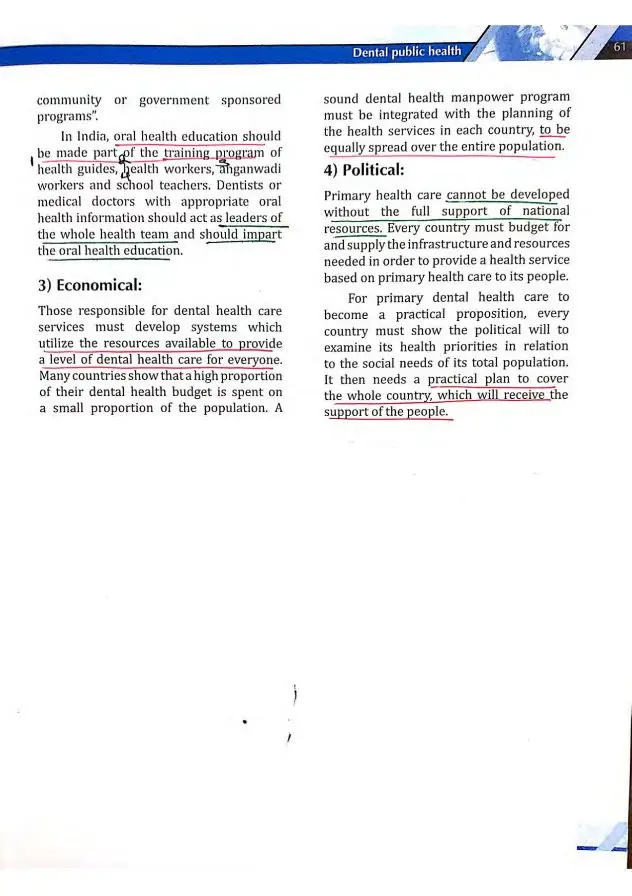 Dental public health
61
community or government sponsored
programs".
In India, oral health education should
be made part of the training program of
health guides, health workers, anganwadi
workers and school teachers. Dentists or
medical doctors with appropriate oral
health information should act as leaders of
the whole health team and should impart
the oral health education.
3) Economical:
Those responsible for dental health care
services must develop systems which
utilize the resources available to provide
a level of dental health care for everyone.
Many countries show that a high proportion
of their dental health budget is spent on
a small proportion of the population. A
sound dental health manpower program
must be integrated with the planning of
the health services in each country, to be
equally spread over the entire population.
4) Political:
Primary health care cannot be developed
without the full support of national
resources. Every country must budget for
and supply the infrastructure and resources
needed in order to provide a health service
based on primary health care to its people.
For primary dental health care to
become a practical proposition, every
country must show the political will to
examine its health priorities in relation
to the social needs of its total population.
It then needs a practical plan to cover
the whole country, which will receive the
support of the people.